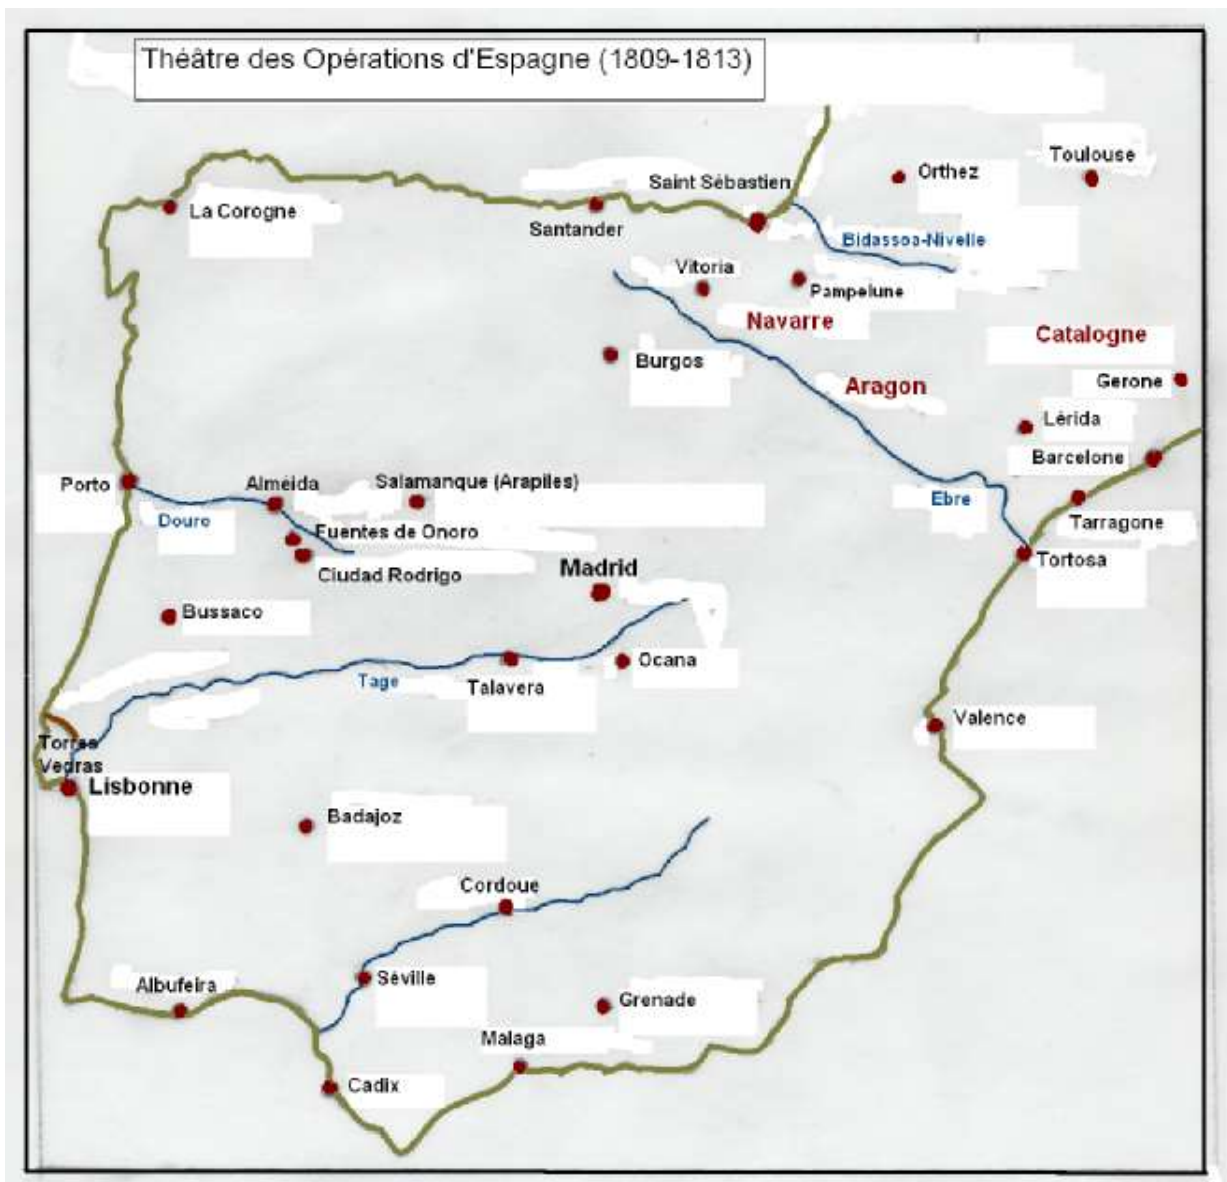 Théâtre des Opérations d'Espagne (1809-1813)
Toulouse
Orthez
Saint Sébastien
La Corogne
Santander
Bidassoa-Nivelle
Vitoria
Pampelune
Navarre
Catalogne
Burgos
Aragon
Gerone
Lérida
Barcelone
Porto
Alméida
Salamanque (Arapiles)
Ebre
Douro
Fuentes de Onoro
Tarragone
Tortosa
Ciudad Rodrigo
Madrid
Bussaco
Ocana
Tage
Talavera
Valence
Torres
Vedras
Lisbonne
Badajoz
Cordoue
Albufeira
Séville
Grenade
Malaga
Cadix